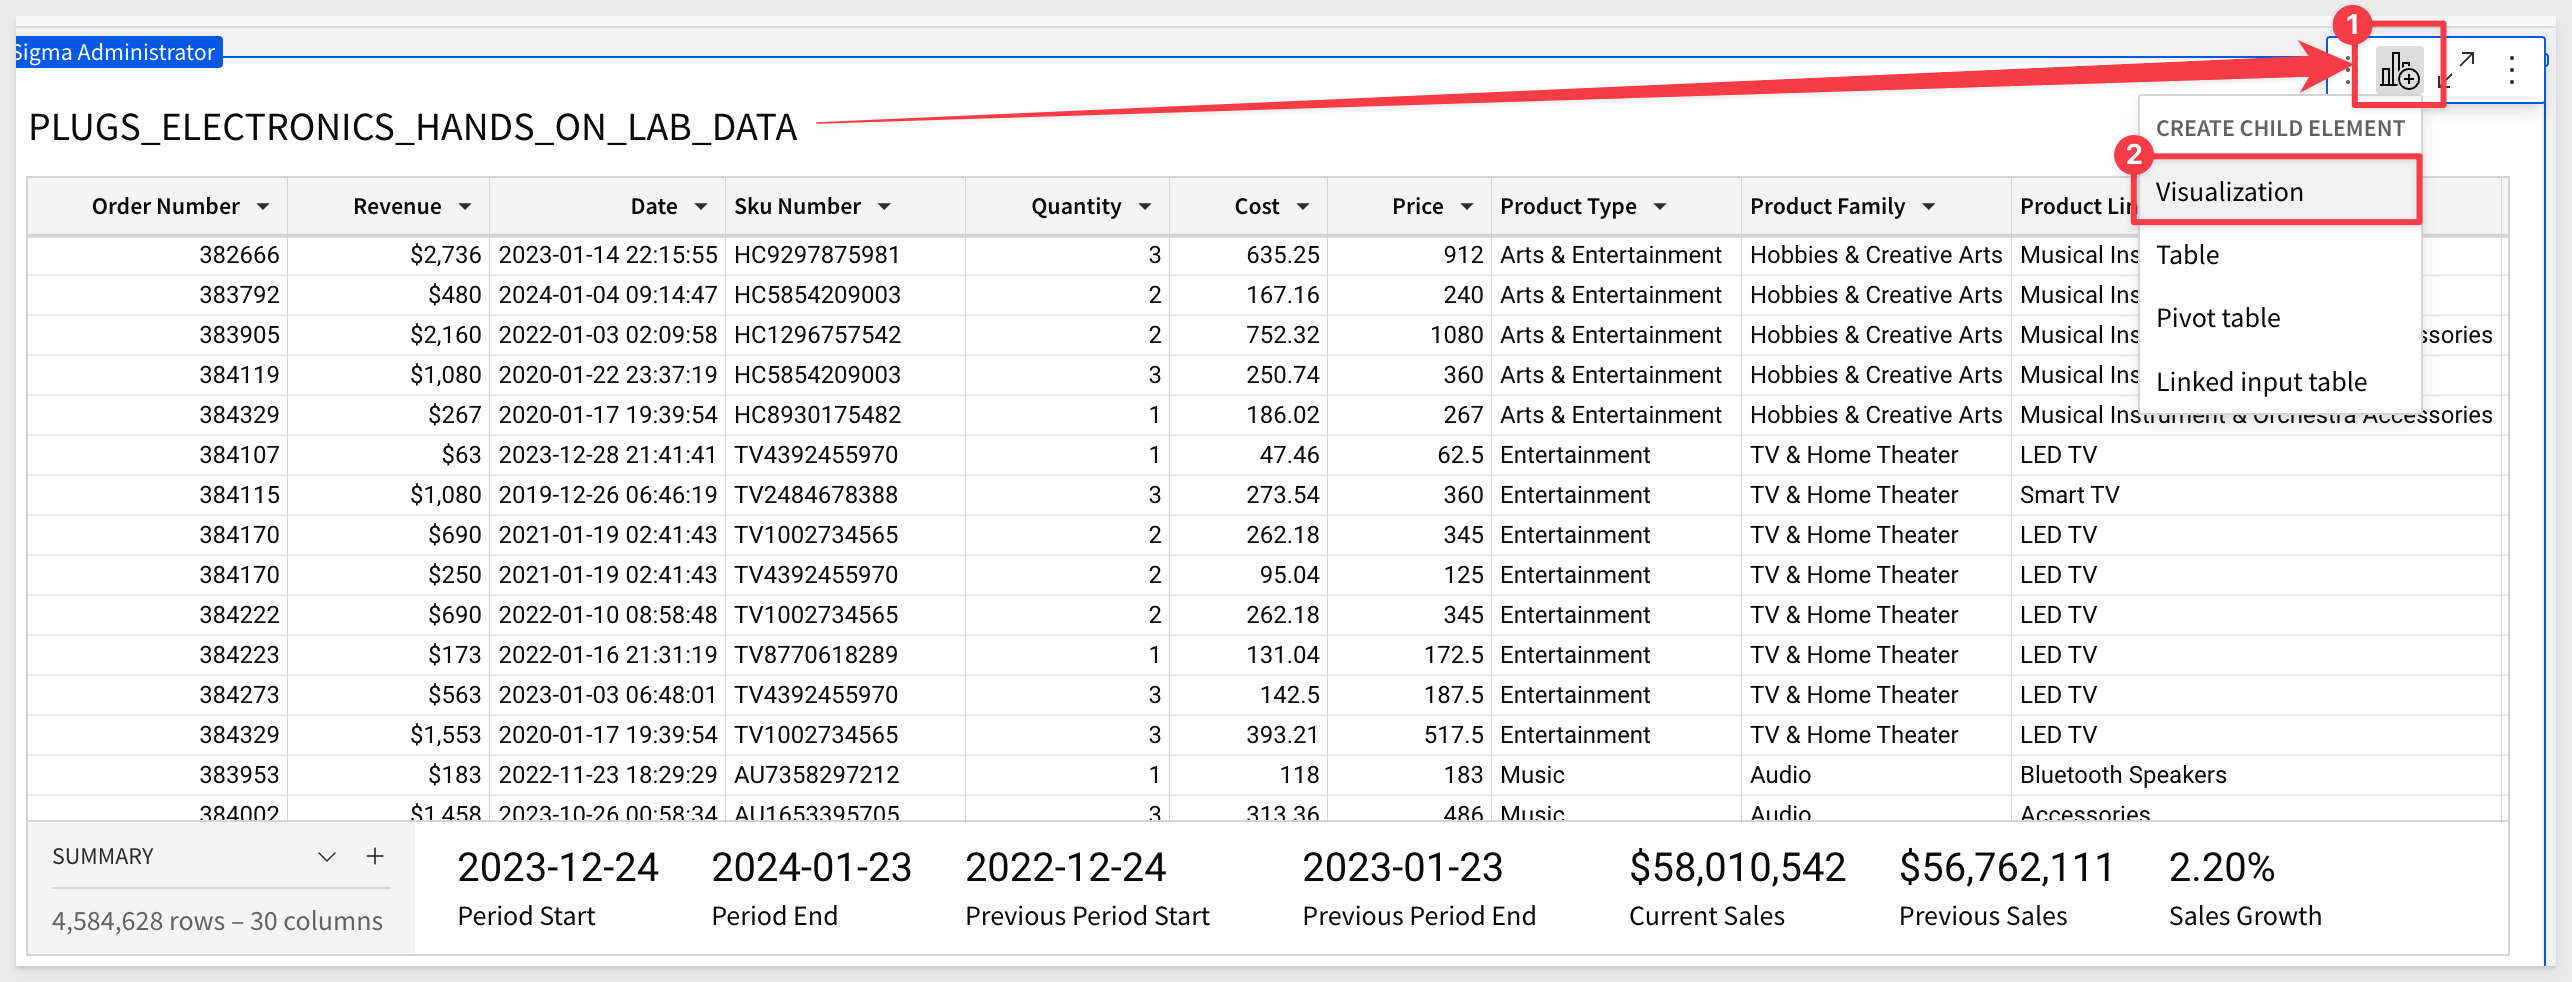 1
Sigma Administrator
PLUGS_ELECTRONICS_HANDS_ON_LAB_DATA
CREATE CHILD ELEMENT
2
Visualization
Table
Pivot table
Linked input table
Order Number Revenue Date Sku Number Quantity Cost Price Product Type Product Family Product Lin
382666 $2,736 2023-01-14 22:15:55 HC9297875981 3 635.25 912 Arts & Entertainment Hobbies & Creative Arts Musical Ins
383792 $480 2024-01-04 09:14:47 HC5854209003 2 167.16 240 Arts & Entertainment Hobbies & Creative Arts Musical Ins
383905 $2,160 2022-01-03 02:09:58 HC1296757542 2 752.32 1080 Arts & Entertainment Hobbies & Creative Arts Musical Ins ssories
384119 $1,080 2020-01-22 23:37:19 HC5854209003 3 250.74 360 Arts & Entertainment Hobbies & Creative Arts Musical Ins
384329 $267 2020-01-17 19:39:54 HC8930175482 1 186.02 267 Arts & Entertainment Hobbies & Creative Arts Musical Instrument & Orchestra Accessories
384107 $63 2023-12-28 21:41:41 TV4392455970 1 47.46 62.5 Entertainment TV & Home Theater LED TV
384115 $1,080 2019-12-26 06:46:19 TV2484678388 3 273.54 360 Entertainment TV & Home Theater Smart TV
384170 $690 2021-01-19 02:41:43 TV1002734565 2 262.18 345 Entertainment TV & Home Theater LED TV
384170 $250 2021-01-19 02:41:43 TV4392455970 2 95.04 125 Entertainment TV & Home Theater LED TV
384222 $690 2022-01-10 08:58:48 TV1002734565 2 262.18 345 Entertainment TV & Home Theater LED TV
384223 $173 2022-01-16 21:31:19 TV8770618289 1 131.04 172.5 Entertainment TV & Home Theater LED TV
384273 $563 2023-01-03 06:48:01 TV4392455970 3 142.5 187.5 Entertainment TV & Home Theater LED TV
384329 $1,553 2020-01-17 19:39:54 TV1002734565 3 393.21 517.5 Entertainment TV & Home Theater LED TV
383953 $183 2022-11-23 18:29:29 AU7358297212 1 118 183 Music Audio Bluetooth Speakers
384002 $1,458 2023-10-26 00:58:34 AU1653395705 3 313.36 486 Music Audio Accessories
SUMMARY
4,584,628 rows – 30 columns
2023-12-24 2024-01-23 2022-12-24 2023-01-23 $58,010,542 $56,762,111 2.20%
Period Start Period End Previous Period Start Previous Period End Current Sales Previous Sales Sales Growth